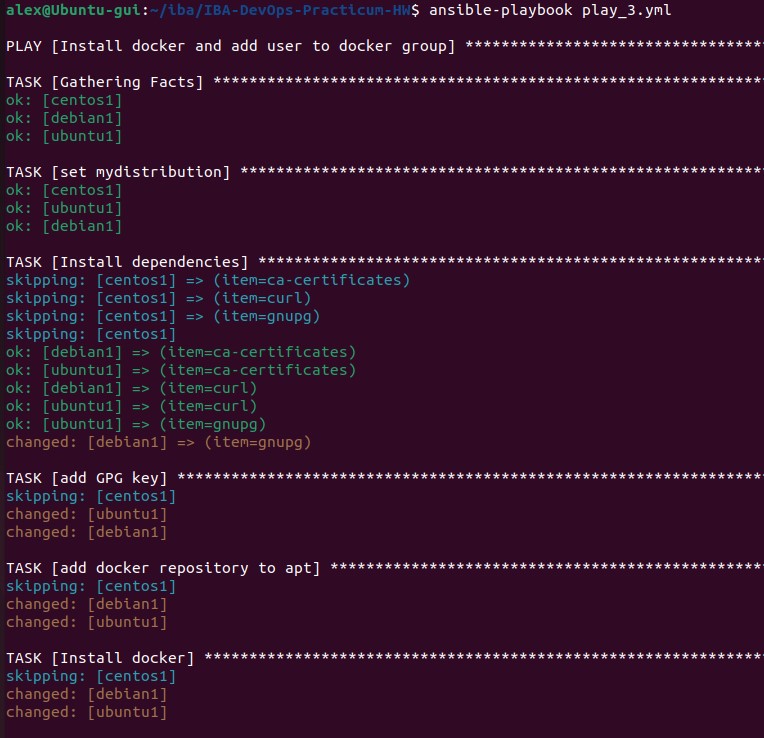 alex@Ubuntu-gui:~/iba/IBA-DevOps-Practicum-HW$ ansible-playbook play_3.yml
PLAY [Install docker and add user to docker group] *********************************
TASK [Gathering Facts] *************************************************************
ok: [centos1]
ok: [debian1]
ok: [ubuntu1]
TASK [set mydistribution] **********************************************************
ok: [centos1]
ok: [ubuntu1]
ok: [debian1]
TASK [Install dependencies] ********************************************************
skipping: [centos1] => (item=ca-certificates)
skipping: [centos1] => (item=curl)
skipping: [centos1] => (item=gnupg)
skipping: [centos1]
ok: [debian1] => (item=ca-certificates)
ok: [ubuntu1] => (item=ca-certificates)
ok: [debian1] => (item=curl)
ok: [ubuntu1] => (item=curl)
ok: [ubuntu1] => (item=gnupg)
changed: [debian1] => (item=gnupg)
TASK [add GPG key] *****************************************************************
skipping: [centos1]
changed: [ubuntu1]
changed: [debian1]
TASK [add docker repository to apt] ************************************************
skipping: [centos1]
changed: [debian1]
changed: [ubuntu1]
TASK [Install docker] **************************************************************
skipping: [centos1]
changed: [debian1]
changed: [ubuntu1]